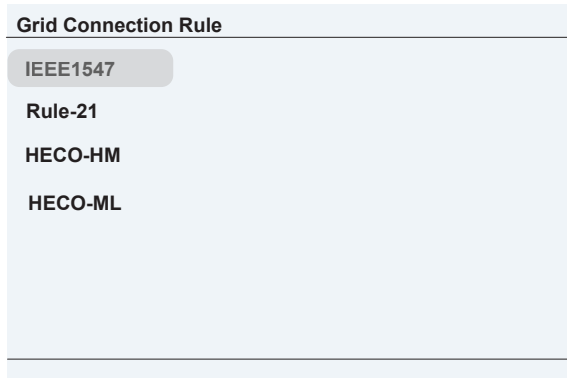 Grid Connection Rule
IEEE1547
Rule-21
HECO-HM
HECO-ML